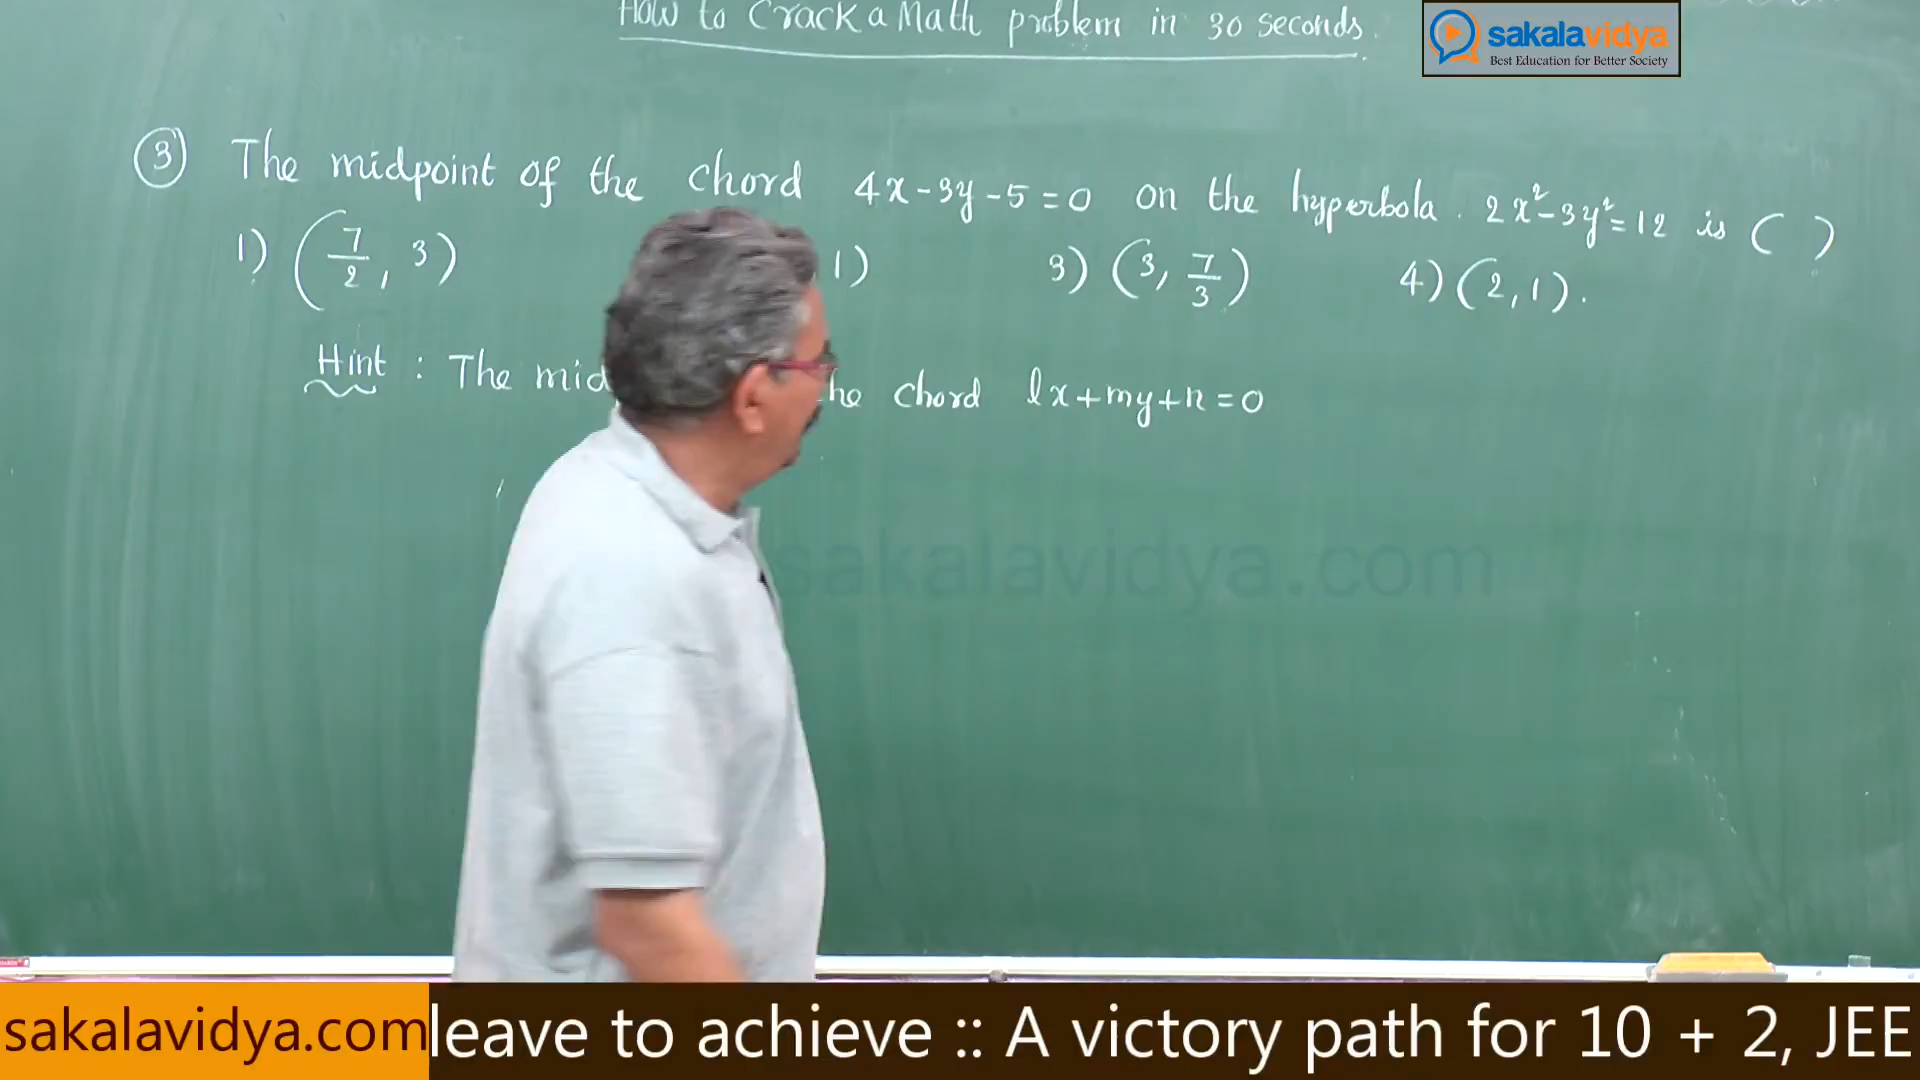 How to Crack a Math problem in 30 seconds.
sakalavidya
Best Education for Better Society
3 The midpoint of the chord 4x-3y-5=0 on the hyperbola. 2x²-3y²=12 is ( )
1) (7/2, 3) 1) 3) (3, 7/3) 4) (2,1).
Hint : The chord lx+my+n=0
sakalavidya.com
sakalavidya.com leave to achieve :: A victory path for 10 + 2, JEE